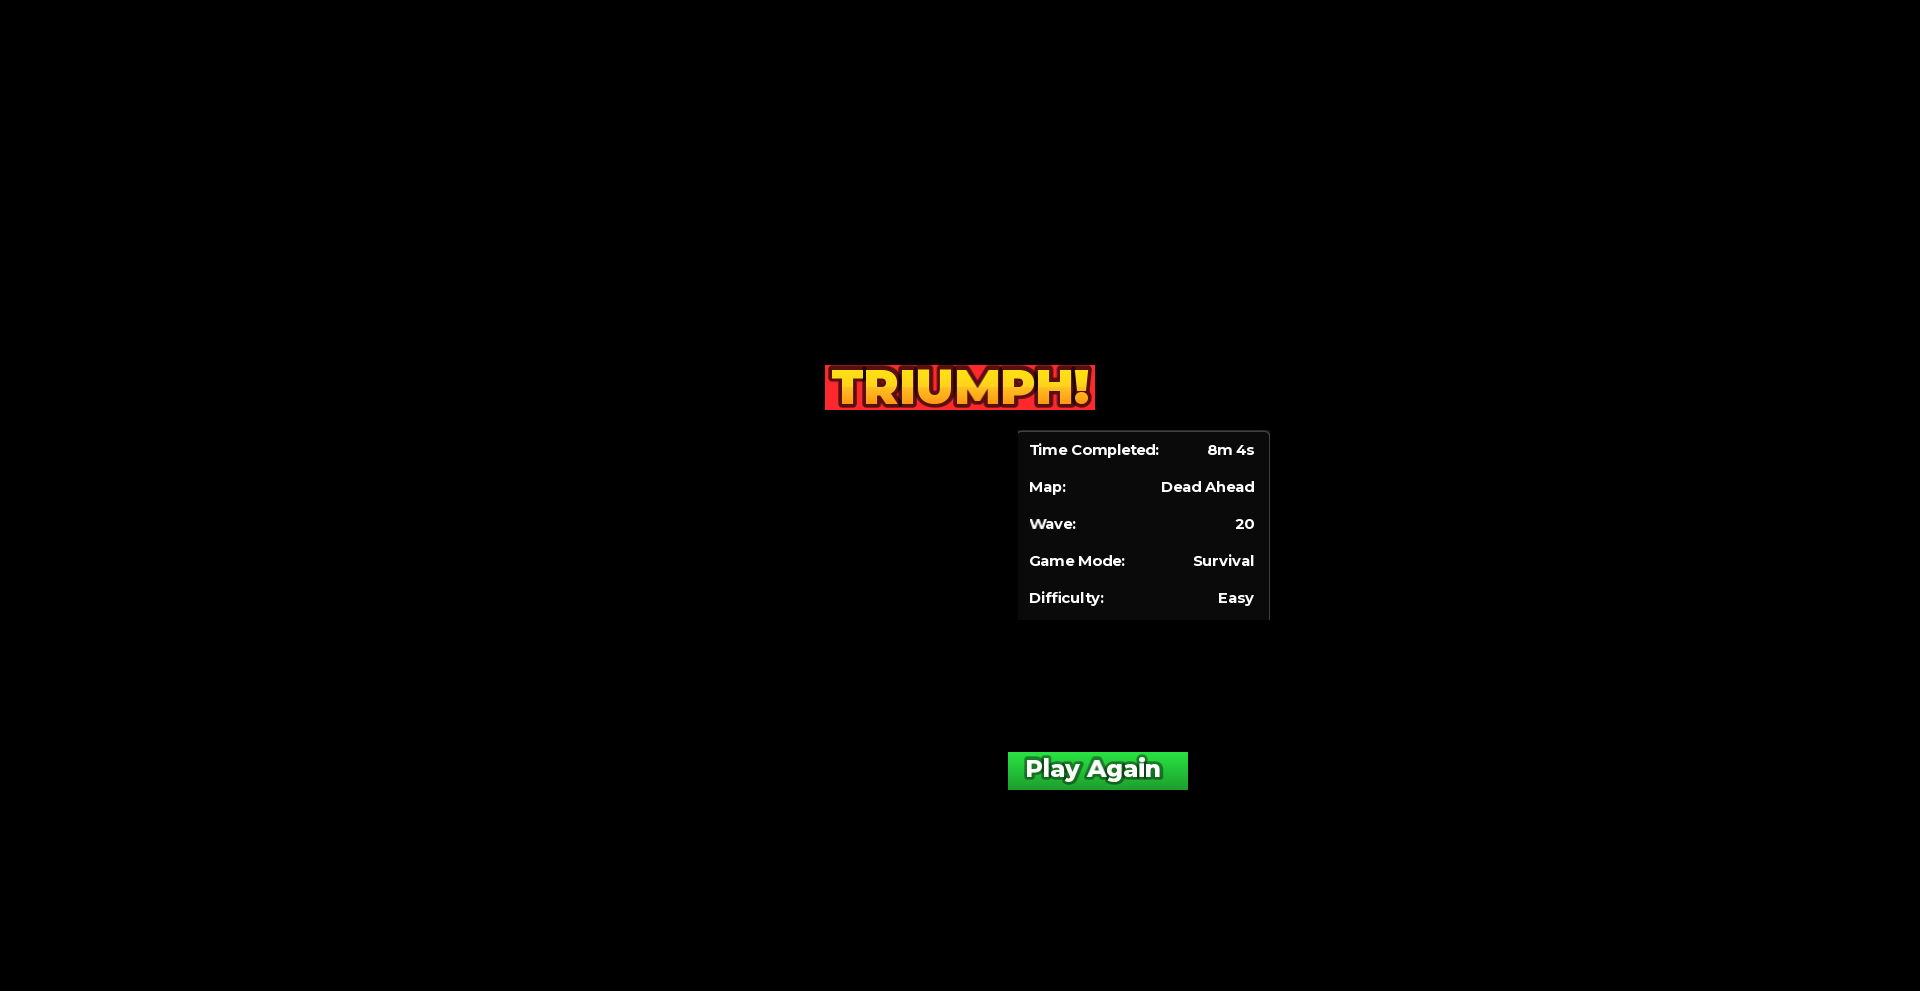 TRIUMPH!
Time Completed: 8m 4s
Map: Dead Ahead
Wave: 20
Game Mode: Survival
Difficulty: Easy
Play Again